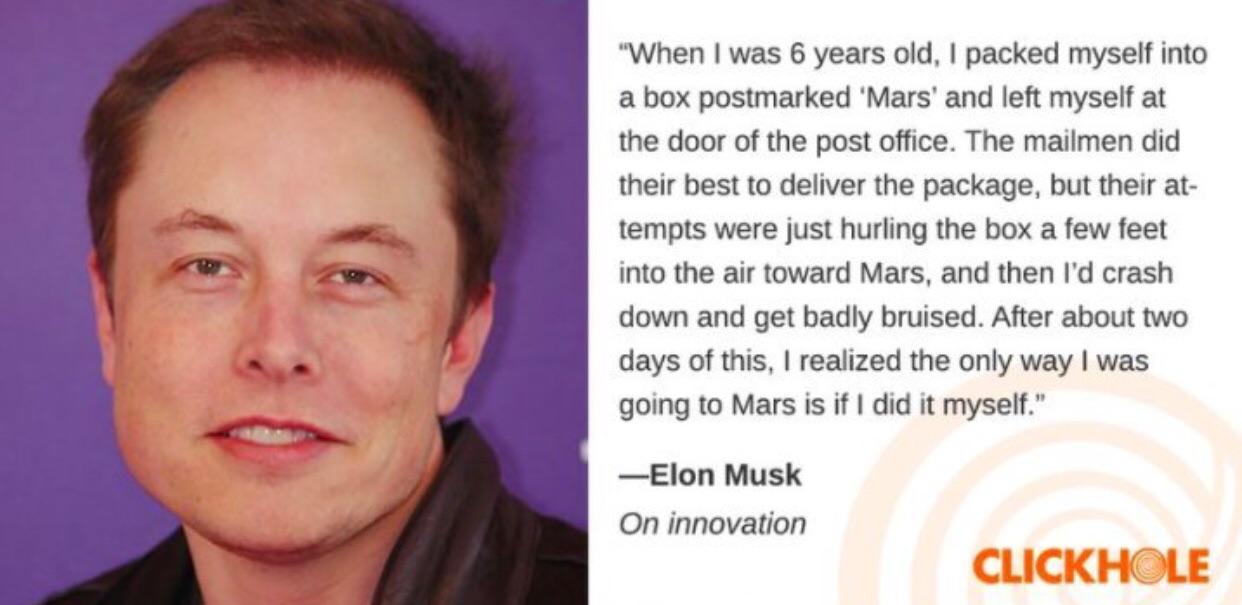 “When I was 6 years old, I packed myself into
a box postmarked ‘Mars’ and left myself at
the door of the post office. The mailmen did
their best to deliver the package, but their at-
tempts were just hurling the box a few feet
into the air toward Mars, and then I’d crash
down and get badly bruised. After about two
days of this, I realized the only way I was
going to Mars is if I did it myself.”
—Elon Musk
On innovation
CLICKHOLE